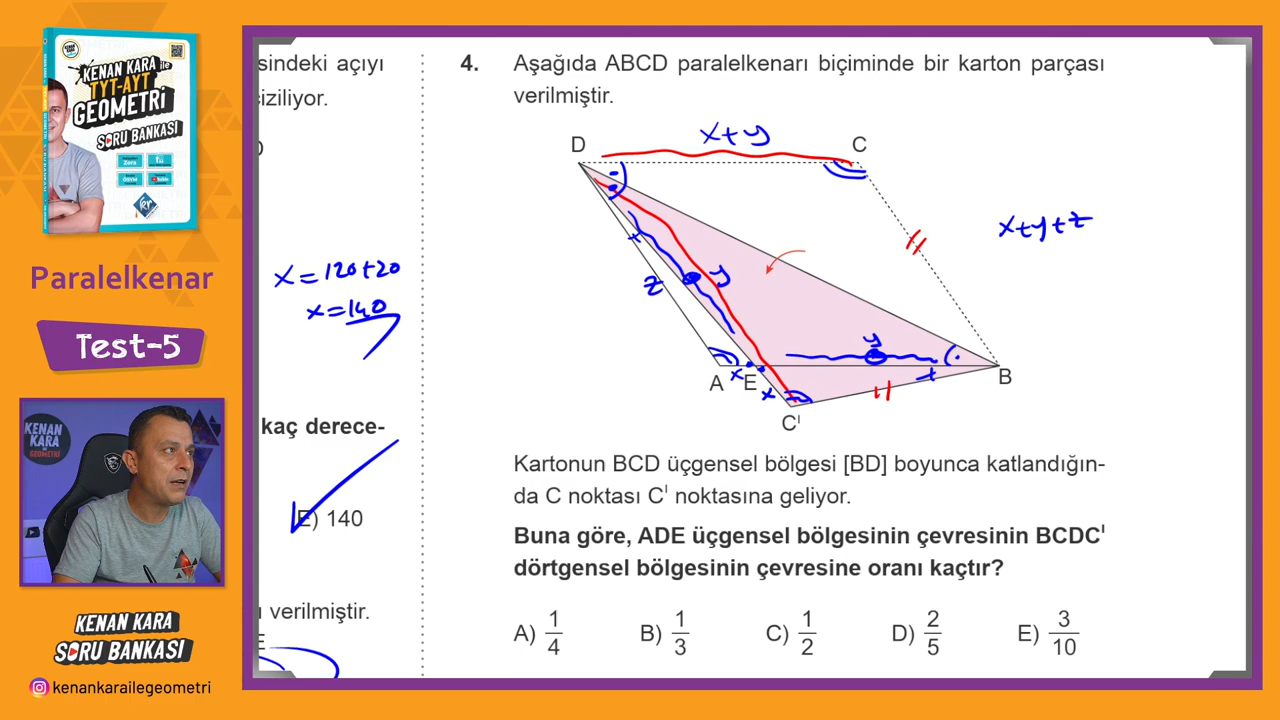 KENAN KARA ile
TYT-AYT
GEOMETRİ
SORU BANKASI
Paralelkenar
Test-5
KENAN
KARA
GEOMETRİ
KENAN KARA
SORU BANKASI
kenankarailegeometri
sindeki açıyı
iziliyor.
x=120+20
x=140
kaç derece-
E) 140
verilmiştir.
4. Aşağıda ABCD paralelkenarı biçiminde bir karton parçası
verilmiştir.
x+y
D C
x+y+z
y
z
y
A x E B
x
C'
Kartonun BCD üçgensel bölgesi [BD] boyunca katlandığın-
da C noktası C' noktasına geliyor.
Buna göre, ADE üçgensel bölgesinin çevresinin BCDC'
dörtgensel bölgesinin çevresine oranı kaçtır?
A) 1/4 B) 1/3 C) 1/2 D) 2/5 E) 3/10